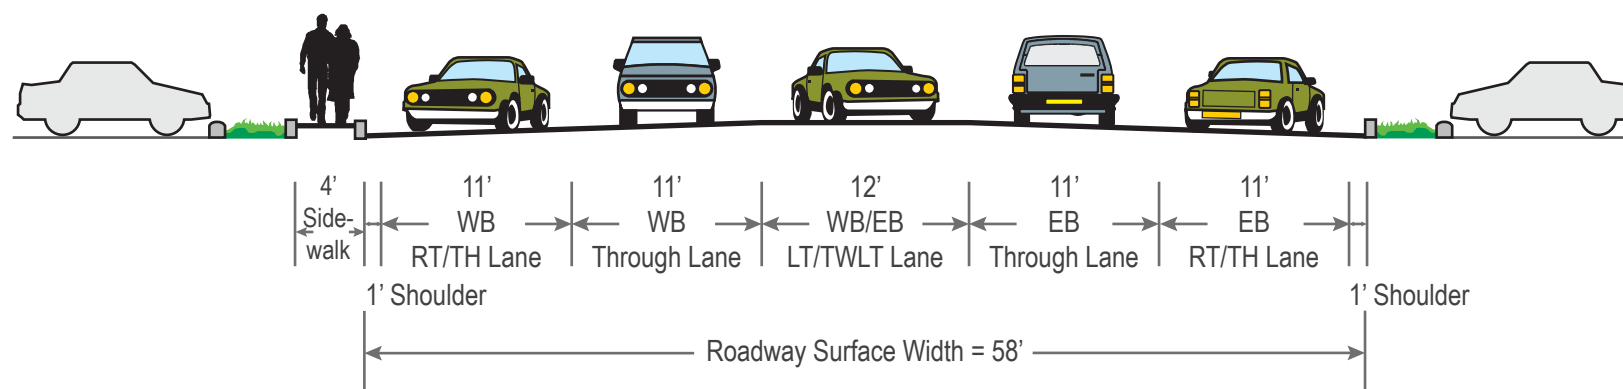 4’
Side-
walk
11’
WB
RT/TH Lane
11’
WB
Through Lane
12’
WB/EB
LT/TWLT Lane
11’
EB
Through Lane
11’
EB
RT/TH Lane
1’ Shoulder
1’ Shoulder
Roadway Surface Width = 58’